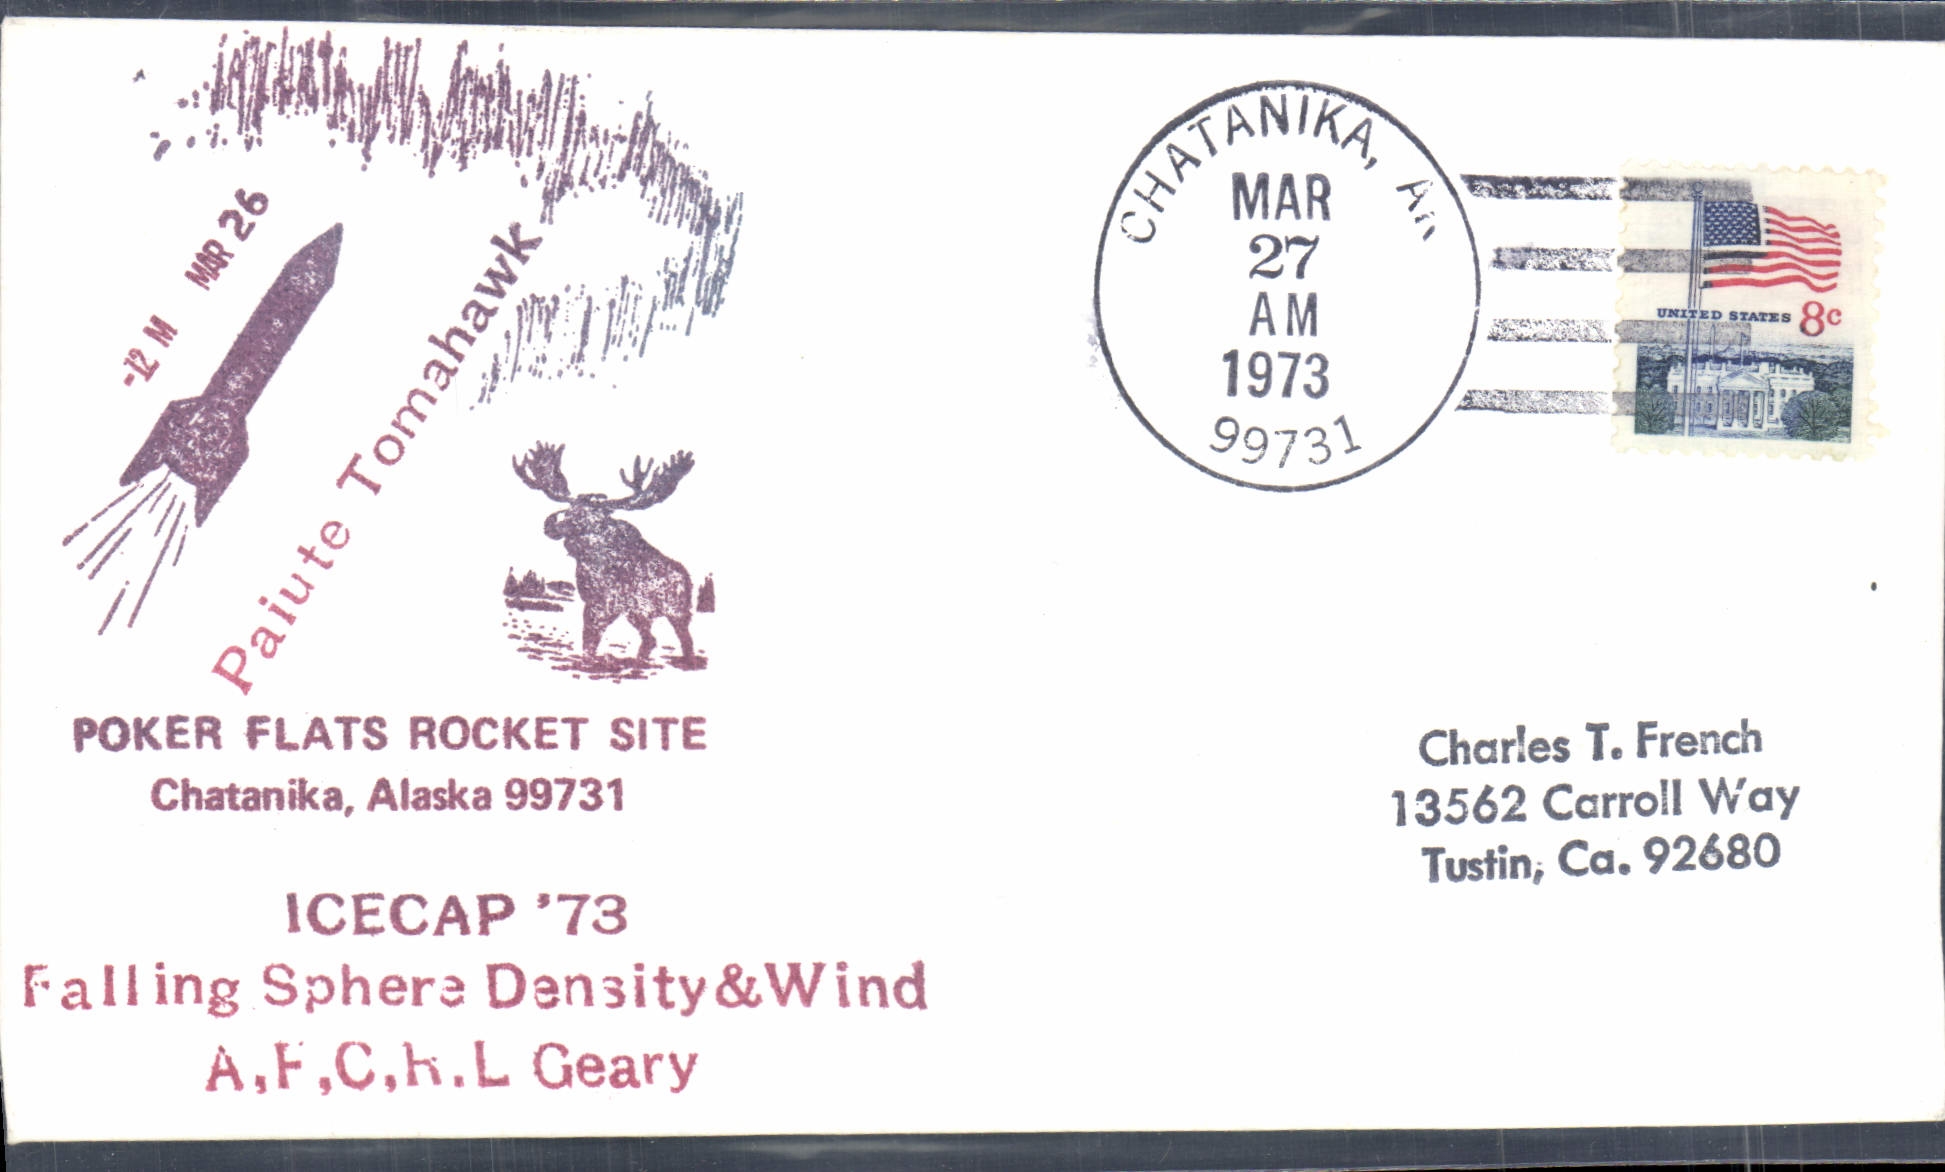 -12 M MAR 26
Paiute Tomahawk
POKER FLATS ROCKET SITE
Chatanika, Alaska 99731
ICECAP '73
Falling Sphere Density&Wind
A,F,C,R.L Geary
CHATANIKA, AK
MAR
27
AM
1973
99731
UNITED STATES 8c
Charles T. French
13562 Carroll Way
Tustin, Ca. 92680